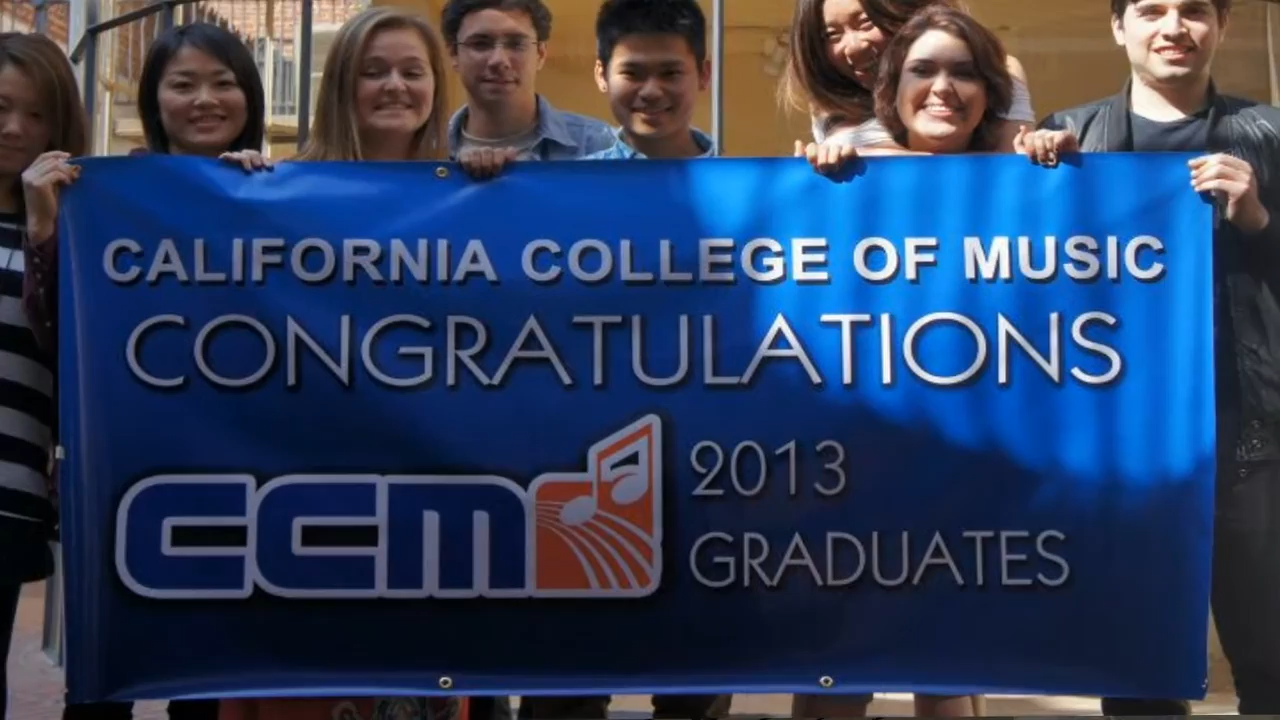 CALIFORNIA COLLEGE OF MUSIC
CONGRATULATIONS
CCM
2013
GRADUATES